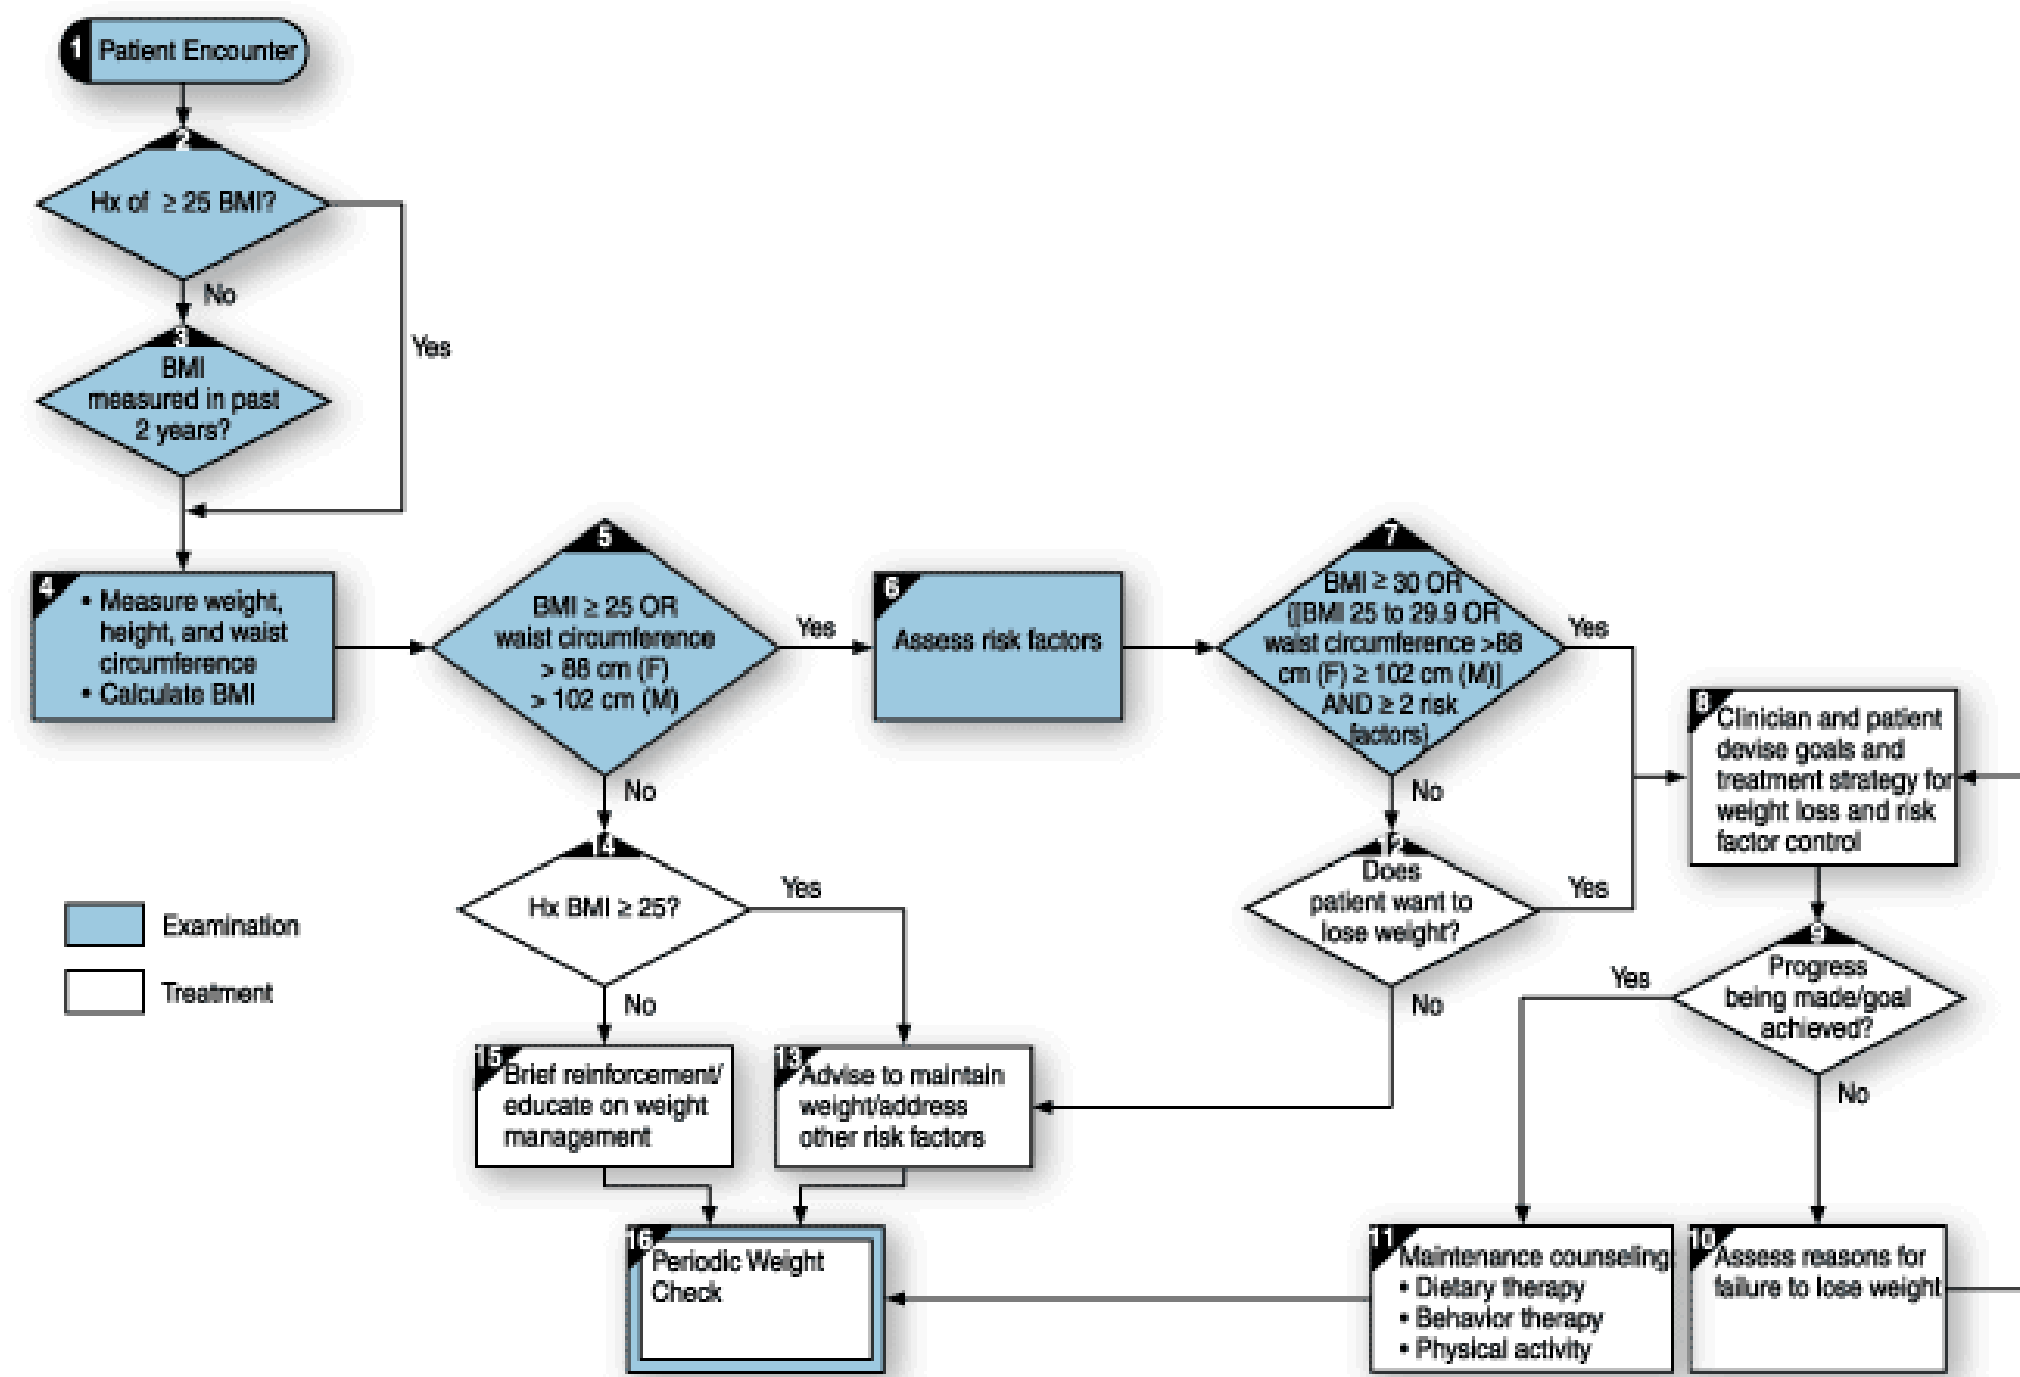 1 Patient Encounter
2
Hx of ≥ 25 BMI?
No
Yes
3
BMI
measured in past
2 years?
4
• Measure weight,
height, and waist
circumference
• Calculate BMI
5
BMI ≥ 25 OR
waist circumference
> 88 cm (F)
> 102 cm (M)
Yes
No
6
Assess risk factors
7
BMI ≥ 30 OR
{[BMI 25 to 29.9 OR
waist circumference >88
cm (F) ≥ 102 cm (M)]
AND ≥ 2 risk
factors}
Yes
No
8
Clinician and patient
devise goals and
treatment strategy for
weight loss and risk
factor control
14
Hx BMI ≥ 25?
Yes
No
12
Does
patient want to
lose weight?
Yes
No
9
Progress
being made/goal
achieved?
Yes
No
Examination
Treatment
15
Brief reinforcement/
educate on weight
management
13
Advise to maintain
weight/address
other risk factors
16
Periodic Weight
Check
11
Maintenance counseling:
• Dietary therapy
• Behavior therapy
• Physical activity
10
Assess reasons for
failure to lose weight